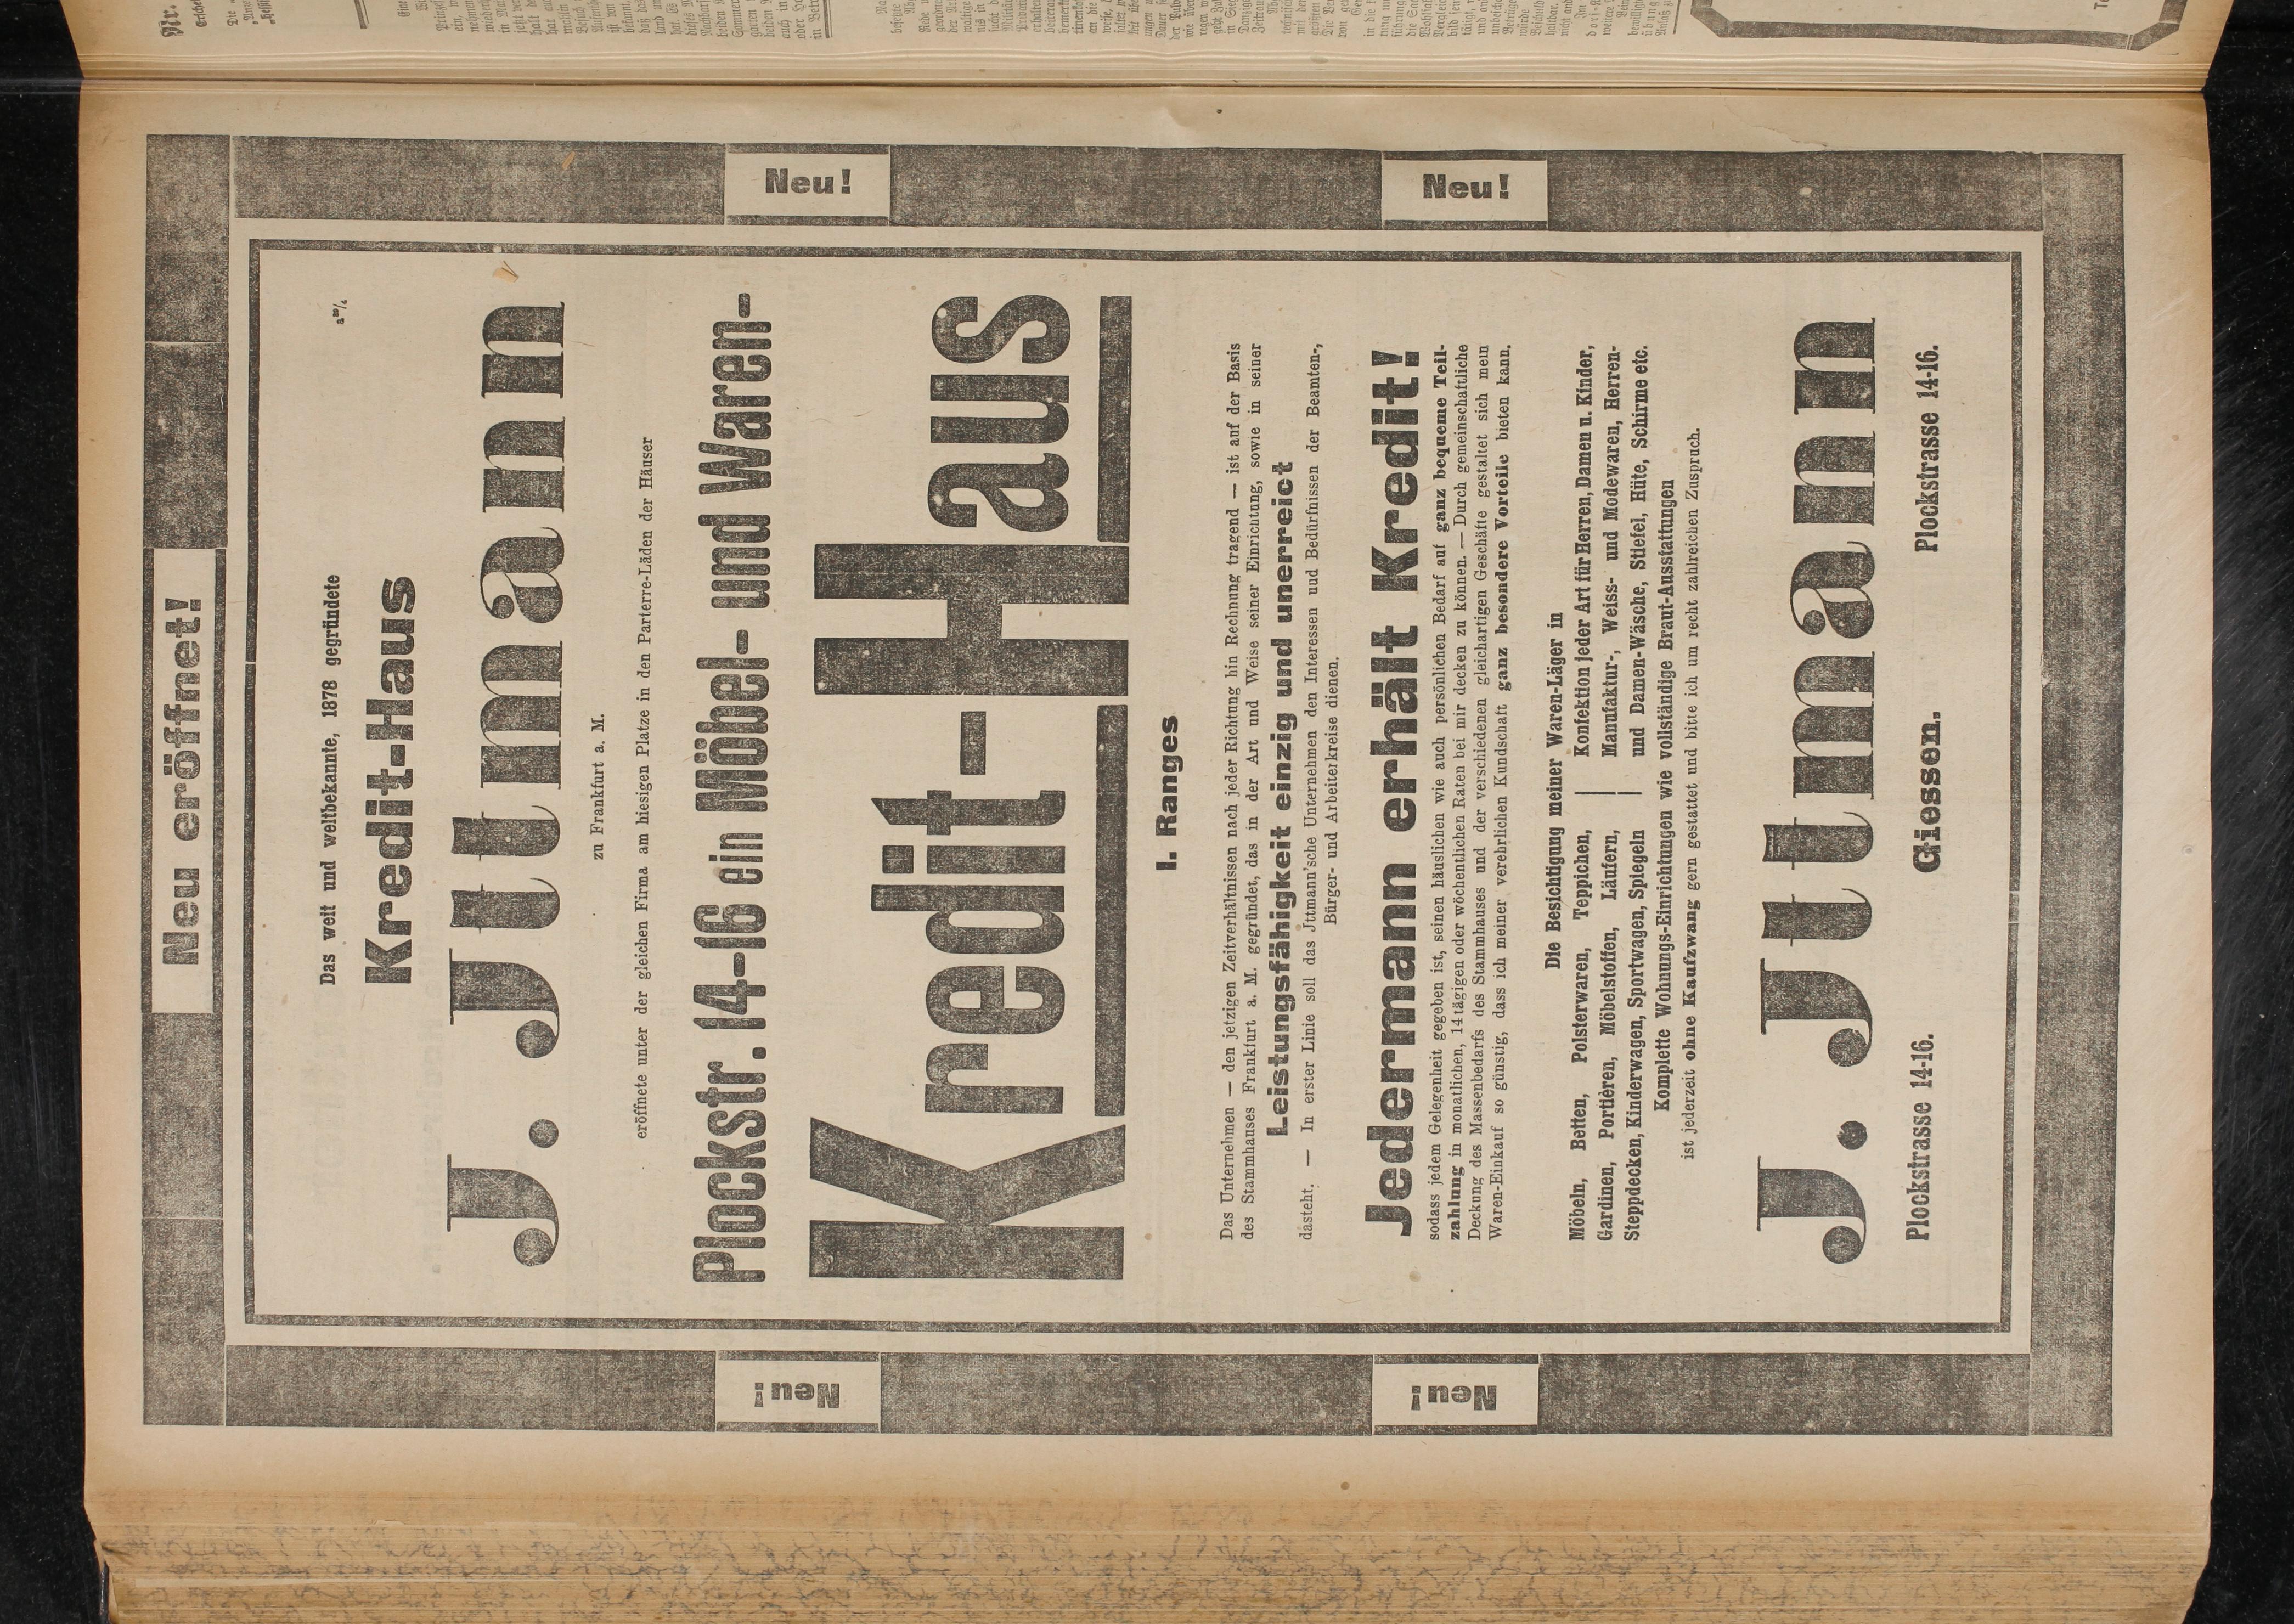 Neu eröffnet!
Neu!
Neu!
Neu!
Neu!
Das weit und weltbekannte, 1878 gegründete
Kredit-Haus
J. Jttmann
zu Frankfurt a. M.
eröffnete unter der gleichen Firma am hiesigen Platze in den Parterre-Läden der Häuser
Plockstr. 14-16 ein Möbel- und Waren-
Kredit-Haus
I. Ranges
Das Unternehmen — den jetzigen Zeitverhältnissen nach jeder Richtung hin Rechnung tragend — ist auf der Basis
des Stammhauses Frankfurt a. M. gegründet, das in der Art und Weise seiner Einrichtung, sowie in seiner
Leistungsfähigkeit einzig und unerreict
dasteht. — In erster Linie soll das Jttmann'sche Unternehmen den Interessen uud Bedürfnissen der Beamten-,
Bürger- und Arbeiterkreise dienen.
Jedermann erhält Kredit!
sodass jedem Gelegenheit gegeben ist, seinen häuslichen wie auch persönlichen Bedarf auf ganz bequeme Teil-
zahlung in monatlichen, 14tägigen oder wöchentlichen Raten bei mir decken zu können. — Durch gemeinschaftliche
Deckung des Massenbedarfs des Stammhauses und der verschiedenen gleichartigen Geschäfte gestaltet sich mein
Waren-Einkauf so günstig, dass ich meiner verehrlichen Kundschaft ganz besondere Vorteile bieten kann.
Die Besichtigung meiner Waren-Läger in
Möbeln, Betten, Polsterwaren, Teppichen,
Gardinen, Portièren, Möbelstoffen, Läufern,
Steppdecken, Kinderwagen, Sportwagen, Spiegeln
Konfektion jeder Art für Herren, Damen u. Kinder,
Manufaktur-, Weiss- und Modewaren, Herren-
und Damen-Wäsche, Stiefel, Hüte, Schirme etc.
Komplette Wohnungs-Einrichtungen wie vollständige Braut-Ausstattungen
ist jederzeit ohne Kaufzwang gern gestattet und bitte ich um recht zahlreichen Zuspruch.
J. Jttmann
Plockstrasse 14-16. Giessen. Plockstrasse 14-16.